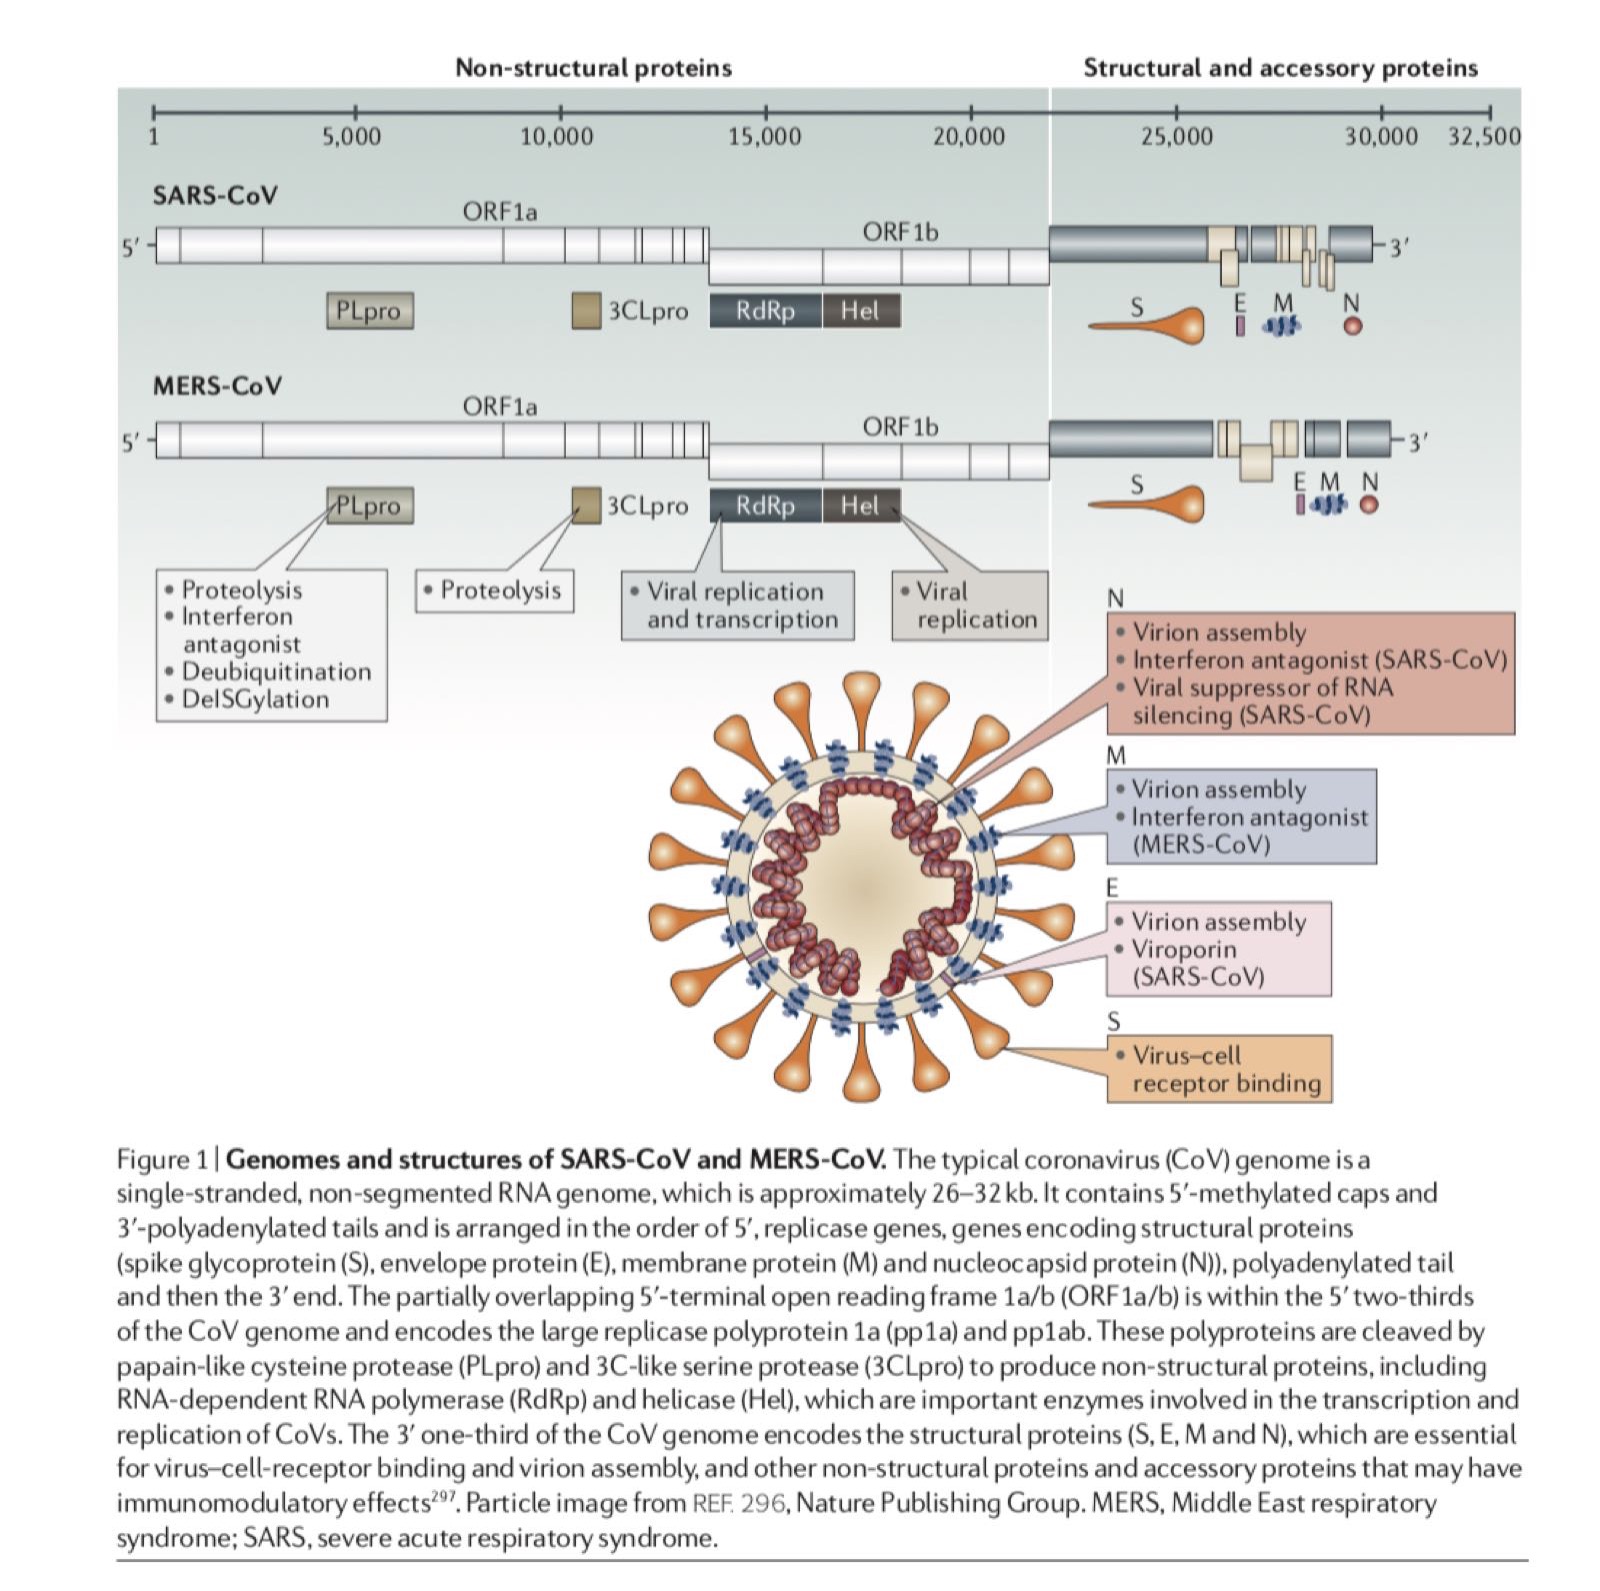 Non-structural proteins
Structural and accessory proteins
1 5,000 10,000 15,000 20,000 25,000 30,000 32,500
SARS-CoV
ORF1a
ORF1b
5′
3′
PLpro
3CLpro
RdRp
Hel
S
E
M
N
MERS-CoV
ORF1a
ORF1b
5′
3′
PLpro
3CLpro
RdRp
Hel
S
E
M
N
• Proteolysis
• Interferon
antagonist
• Deubiquitination
• DeISGylation
• Proteolysis
• Viral replication
and transcription
• Viral
replication
N
• Virion assembly
• Interferon antagonist (SARS-CoV)
• Viral suppressor of RNA
silencing (SARS-CoV)
M
• Virion assembly
• Interferon antagonist
(MERS-CoV)
E
• Virion assembly
• Viroporin
(SARS-CoV)
S
• Virus–cell
receptor binding
Figure 1 | Genomes and structures of SARS-CoV and MERS-CoV. The typical coronavirus (CoV) genome is a
single-stranded, non-segmented RNA genome, which is approximately 26–32 kb. It contains 5′-methylated caps and
3′-polyadenylated tails and is arranged in the order of 5′, replicase genes, genes encoding structural proteins
(spike glycoprotein (S), envelope protein (E), membrane protein (M) and nucleocapsid protein (N)), polyadenylated tail
and then the 3′ end. The partially overlapping 5′-terminal open reading frame 1a/b (ORF1a/b) is within the 5′ two-thirds
of the CoV genome and encodes the large replicase polyprotein 1a (pp1a) and pp1ab. These polyproteins are cleaved by
papain-like cysteine protease (PLpro) and 3C-like serine protease (3CLpro) to produce non-structural proteins, including
RNA-dependent RNA polymerase (RdRp) and helicase (Hel), which are important enzymes involved in the transcription and
replication of CoVs. The 3′ one-third of the CoV genome encodes the structural proteins (S, E, M and N), which are essential
for virus–cell-receptor binding and virion assembly, and other non-structural proteins and accessory proteins that may have
immunomodulatory effects²⁹⁷. Particle image from REF. 296, Nature Publishing Group. MERS, Middle East respiratory
syndrome; SARS, severe acute respiratory syndrome.